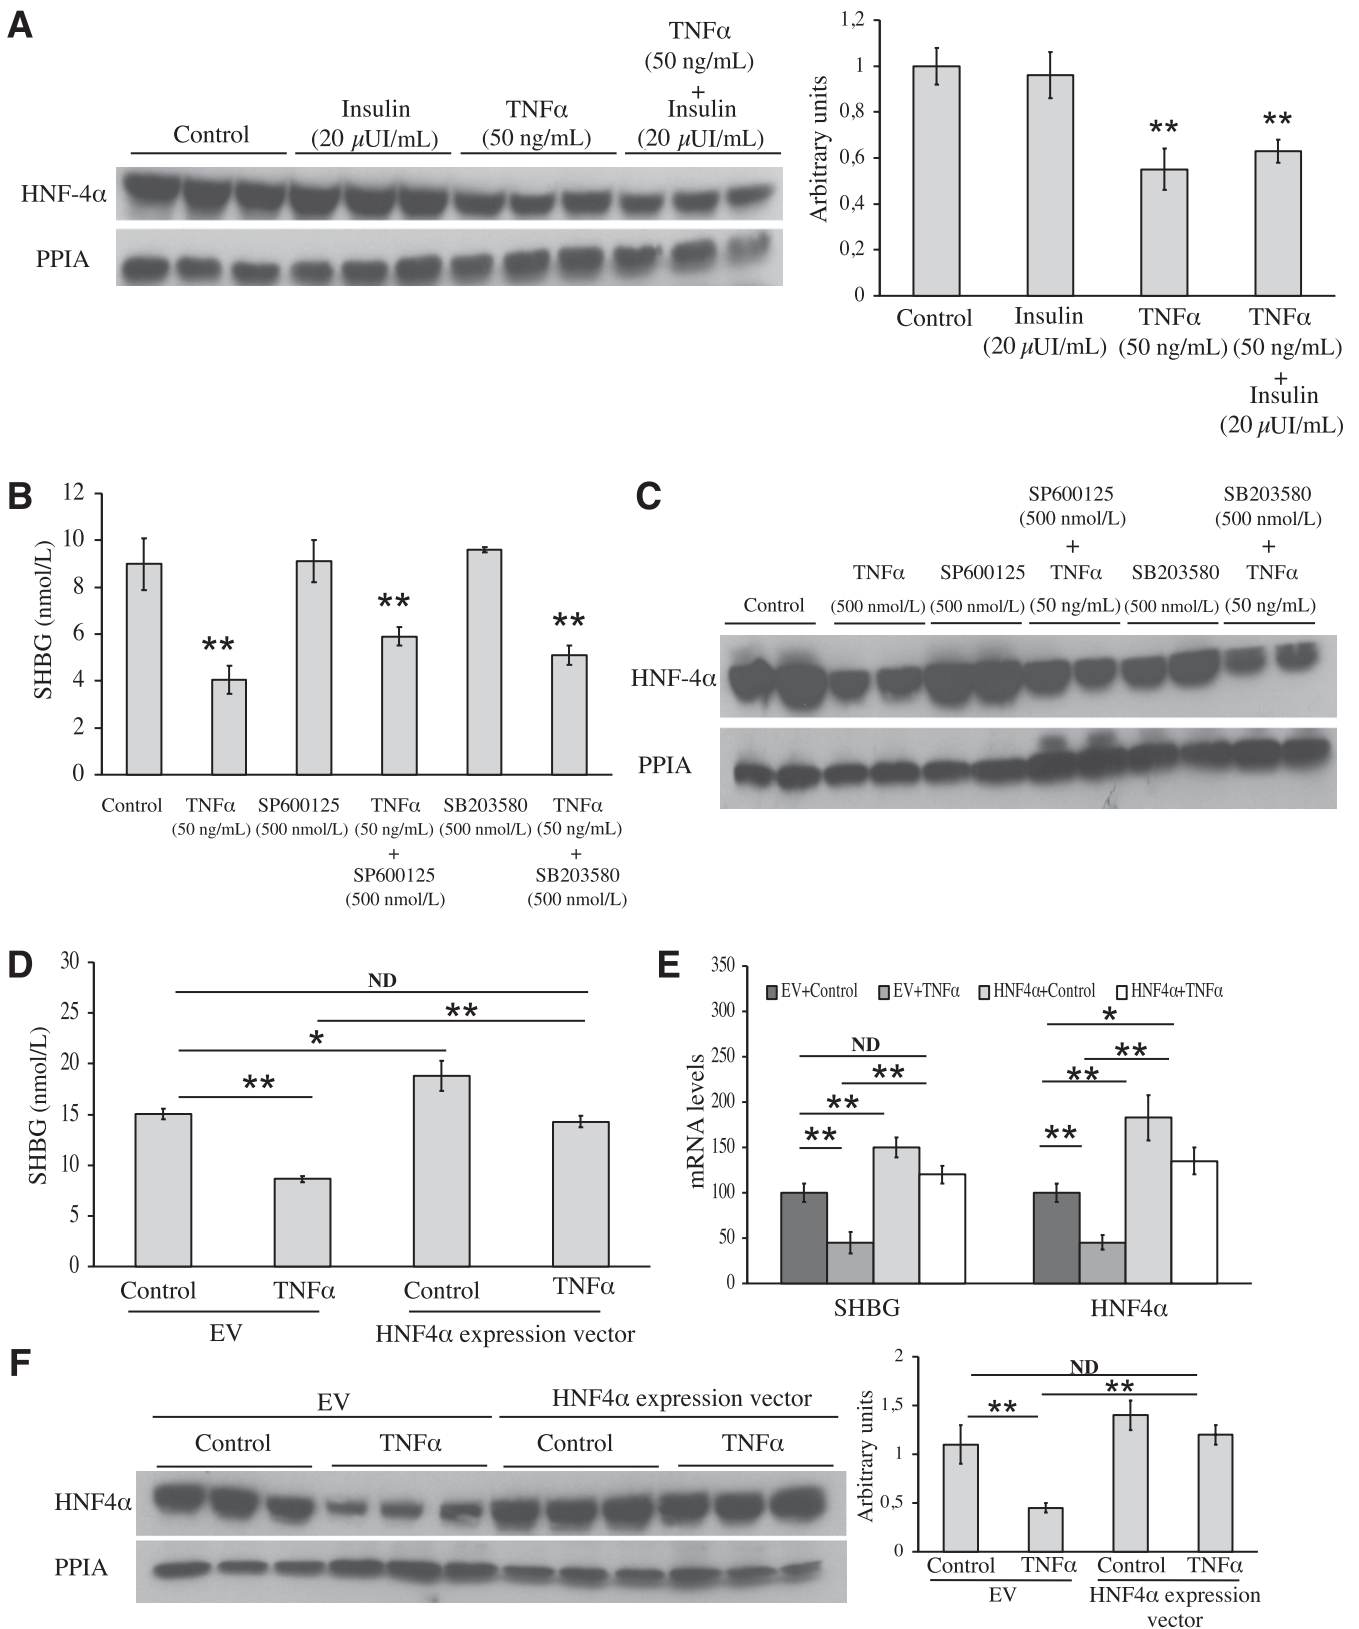 A
TNFα
(50 ng/mL)
+
Control
Insulin
(20 μUI/mL)
TNFα
(50 ng/mL)
Insulin
(20 μUI/mL)
HNF-4α
PPIA
Arbitrary units
1,2
1
0,8
0,6
0,4
0,2
0
**
**
Control
Insulin
(20 μUI/mL)
TNFα
(50 ng/mL)
TNFα
(50 ng/mL)
+
Insulin
(20 μUI/mL)
B
SHBG (nmol/L)
12
10
8
6
4
2
0
**
**
**
Control
TNFα
(50 ng/mL)
SP600125
(500 nmol/L)
TNFα
(50 ng/mL)
+
SP600125
(500 nmol/L)
SB203580
(500 nmol/L)
TNFα
(50 ng/mL)
+
SB203580
(500 nmol/L)
C
Control
TNFα
(500 nmol/L)
SP600125
(500 nmol/L)
SP600125
(500 nmol/L)
+
TNFα
(50 ng/mL)
SB203580
(500 nmol/L)
SB203580
(500 nmol/L)
+
TNFα
(50 ng/mL)
HNF-4α
PPIA
D
SHBG (nmol/L)
30
25
20
15
10
5
0
ND
**
*
**
Control
TNFα
Control
TNFα
EV
HNF4α expression vector
E
mRNA levels
350
300
250
200
150
100
50
0
EV+Control
EV+TNFα
HNF4α+Control
HNF4α+TNFα
ND
**
**
**
*
**
**
**
SHBG
HNF4α
F
EV
HNF4α expression vector
Control
TNFα
Control
TNFα
HNF4α
PPIA
Arbitrary units
2
1,5
1
0,5
0
ND
**
**
Control
TNFα
Control
TNFα
EV
HNF4α expression
vector